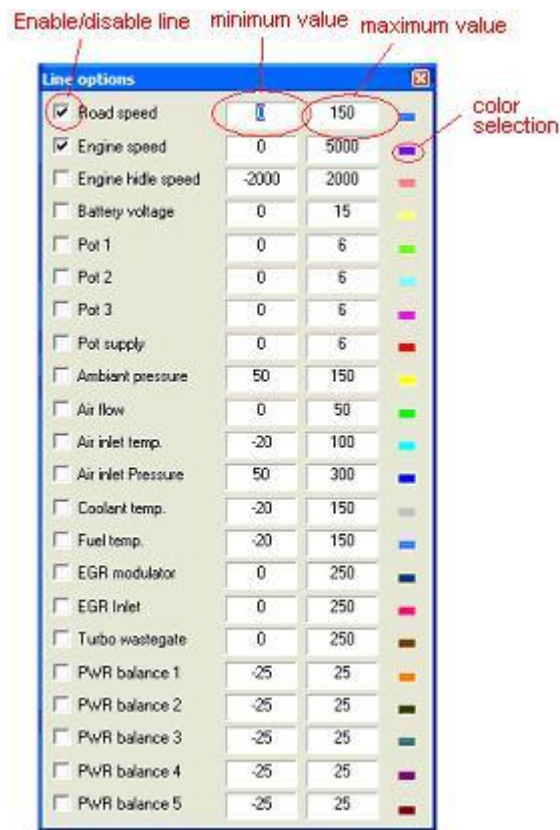 Enable/disable line minimum value maximum value
Line options
Road speed 0 150
color selection
Engine speed 0 5000
Engine hidle speed -2000 2000
Battery voltage 0 15
Pot 1 0 6
Pot 2 0 6
Pot 3 0 6
Pot supply 0 6
Ambiant pressure 50 150
Air flow 0 50
Air inlet temp. -20 100
Air inlet Pressure 50 300
Coolant temp. -20 150
Fuel temp. -20 150
EGR modulator 0 250
EGR Inlet 0 250
Turbo wastegate 0 250
PWR balance 1 -25 25
PWR balance 2 -25 25
PWR balance 3 -25 25
PWR balance 4 -25 25
PWR balance 5 -25 25